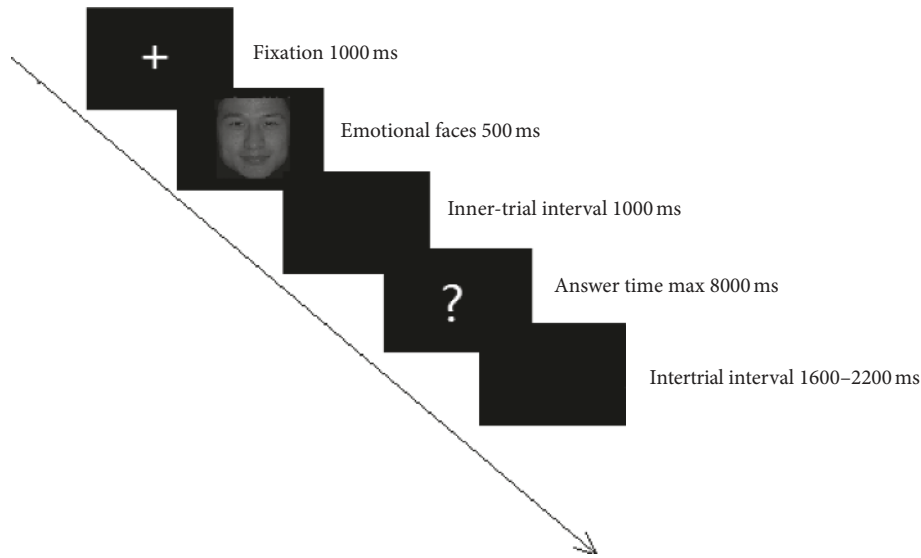 +
Fixation 1000 ms
Emotional faces 500 ms
Inner-trial interval 1000 ms
?
Answer time max 8000 ms
Intertrial interval 1600–2200 ms